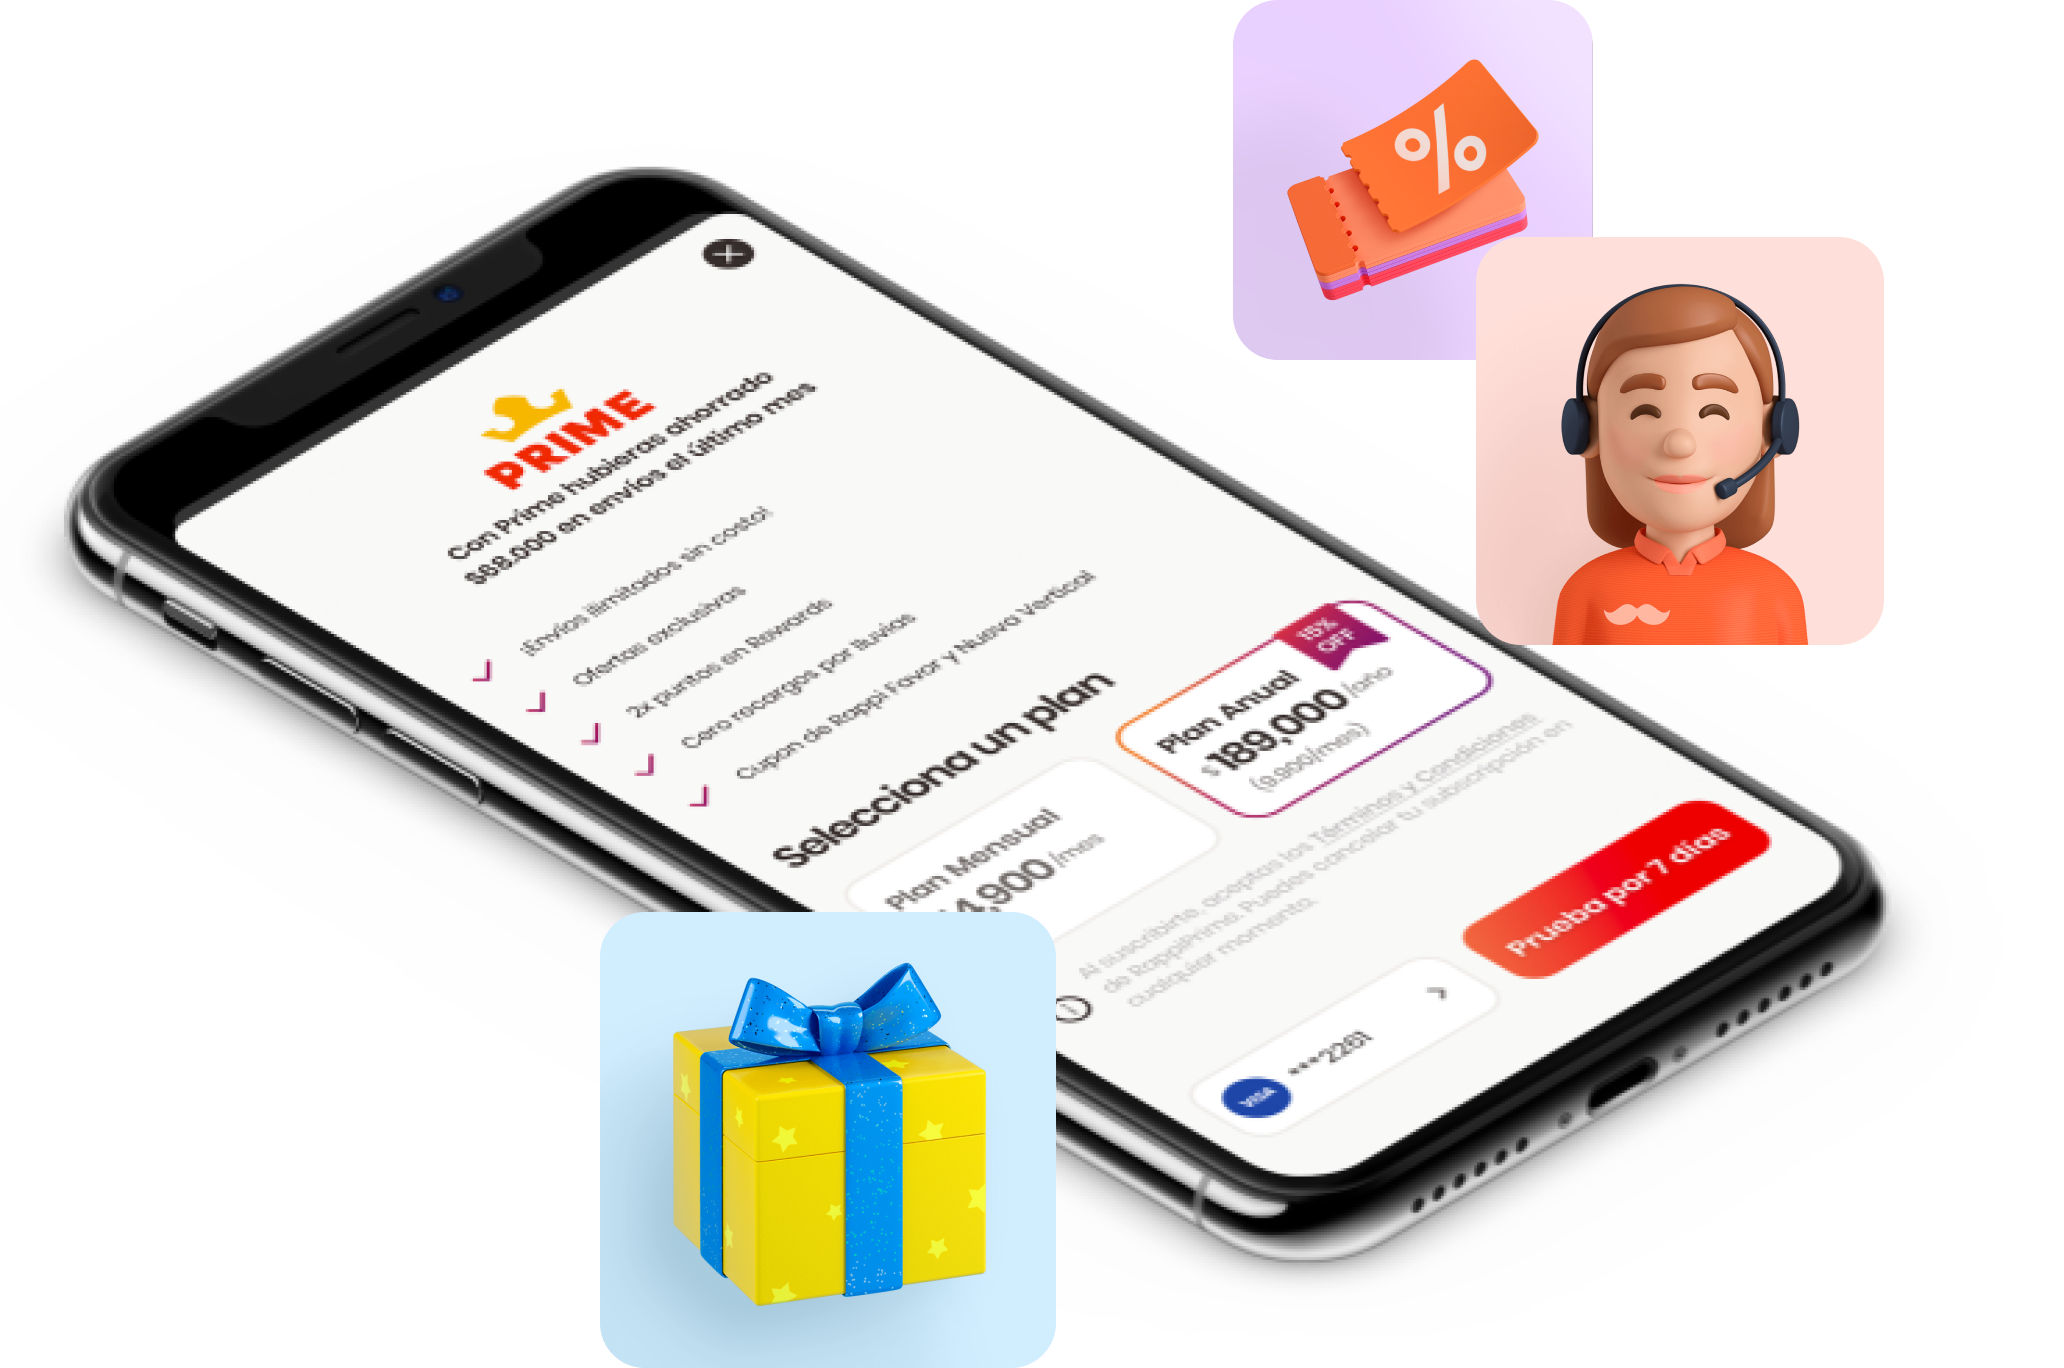 PRIME
Con Prime hubieras ahorrado
$68.000 en envíos el último mes
¡Envíos ilimitados sin costo!
Ofertas exclusivas
2x puntos en Rewards
Cero recargos por lluvias
Cupon de Rappi Favor y Nueva Vertical
Selecciona un plan
Plan Mensual
4,900 /mes
15%
OFF
Plan Anual
$189,000 /año
(9.900/mes)
Al suscribirte, aceptas los Términos y Condiciones
de RappiPrime. Puedes cancelar tu subscripción en
cualquier momento.
VISA ***2261
Prueba por 7 días
%